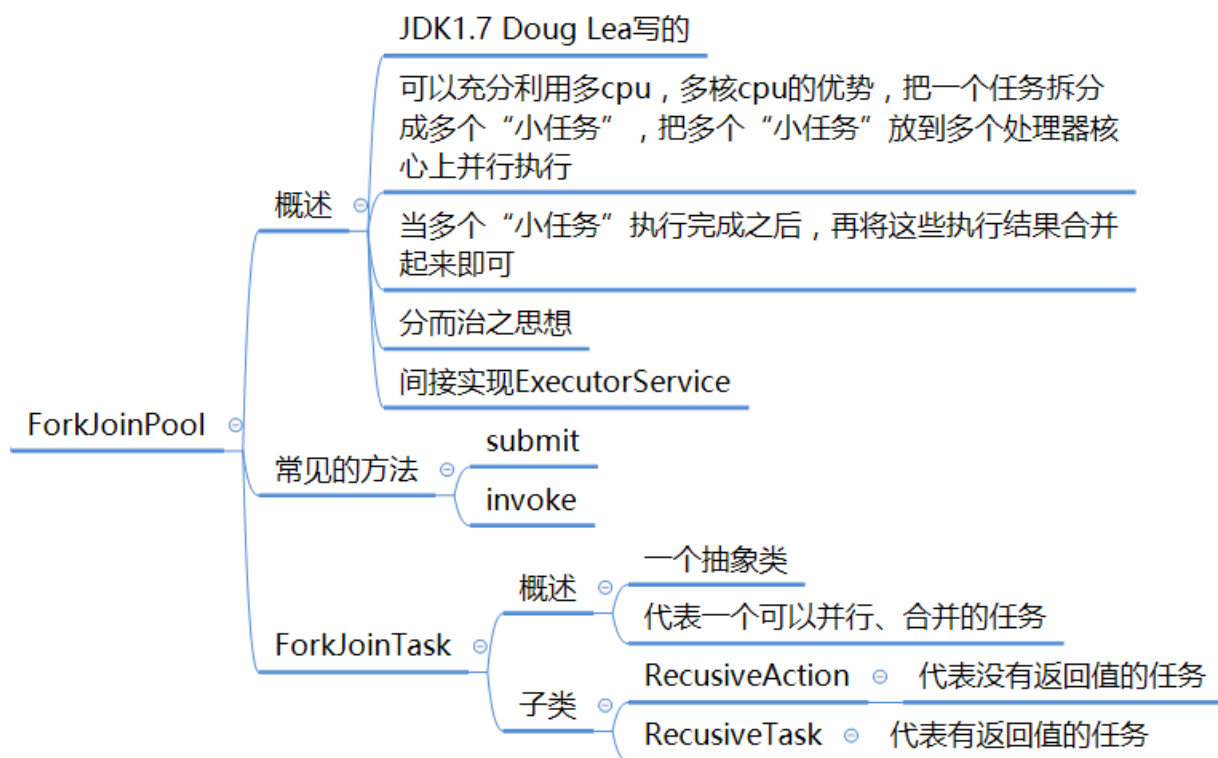 ForkJoinPool
概述
JDK1.7 Doug Lea写的
可以充分利用多cpu，多核cpu的优势，把一个任务拆分
成多个“小任务”，把多个“小任务”放到多个处理器核
心上并行执行
当多个“小任务”执行完成之后，再将这些执行结果合并
起来即可
分而治之思想
间接实现ExecutorService
常见的方法
submit
invoke
ForkJoinTask
概述
一个抽象类
代表一个可以并行、合并的任务
子类
RecusiveAction
代表没有返回值的任务
RecusiveTask
代表有返回值的任务